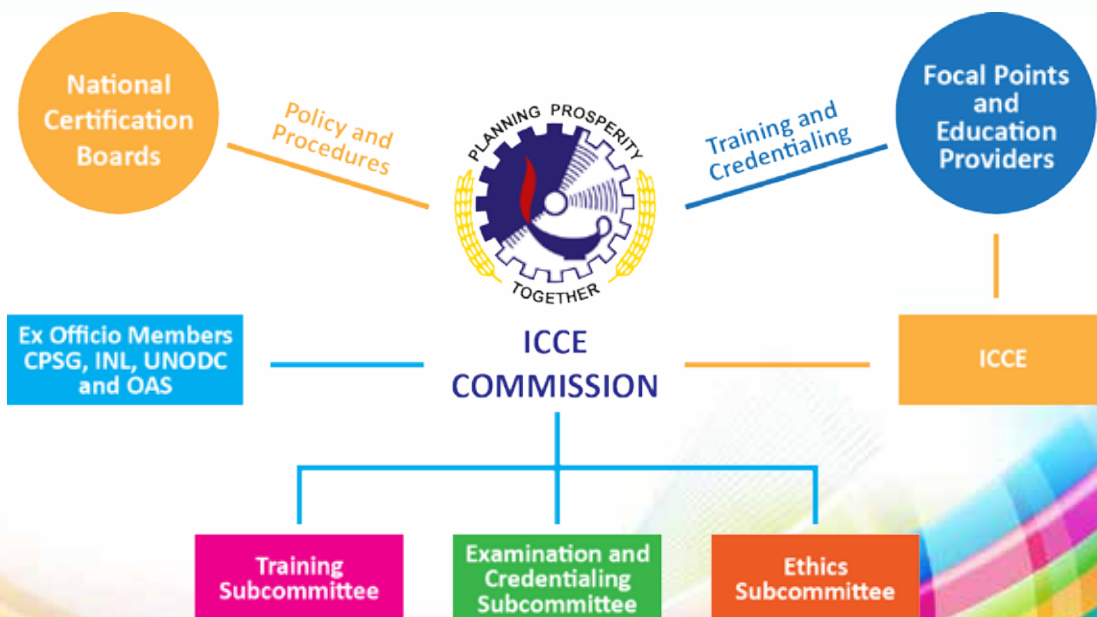 National
Certification
Boards
Policy and
Procedures
PLANNING PROSPERITY
TOGETHER
Training and
Credentialing
Focal Points
and
Education
Providers
Ex Officio Members
CPSG, INL, UNODC
and OAS
ICCE
COMMISSION
ICCE
Training
Subcommittee
Examination and
Credentialing
Subcommittee
Ethics
Subcommittee